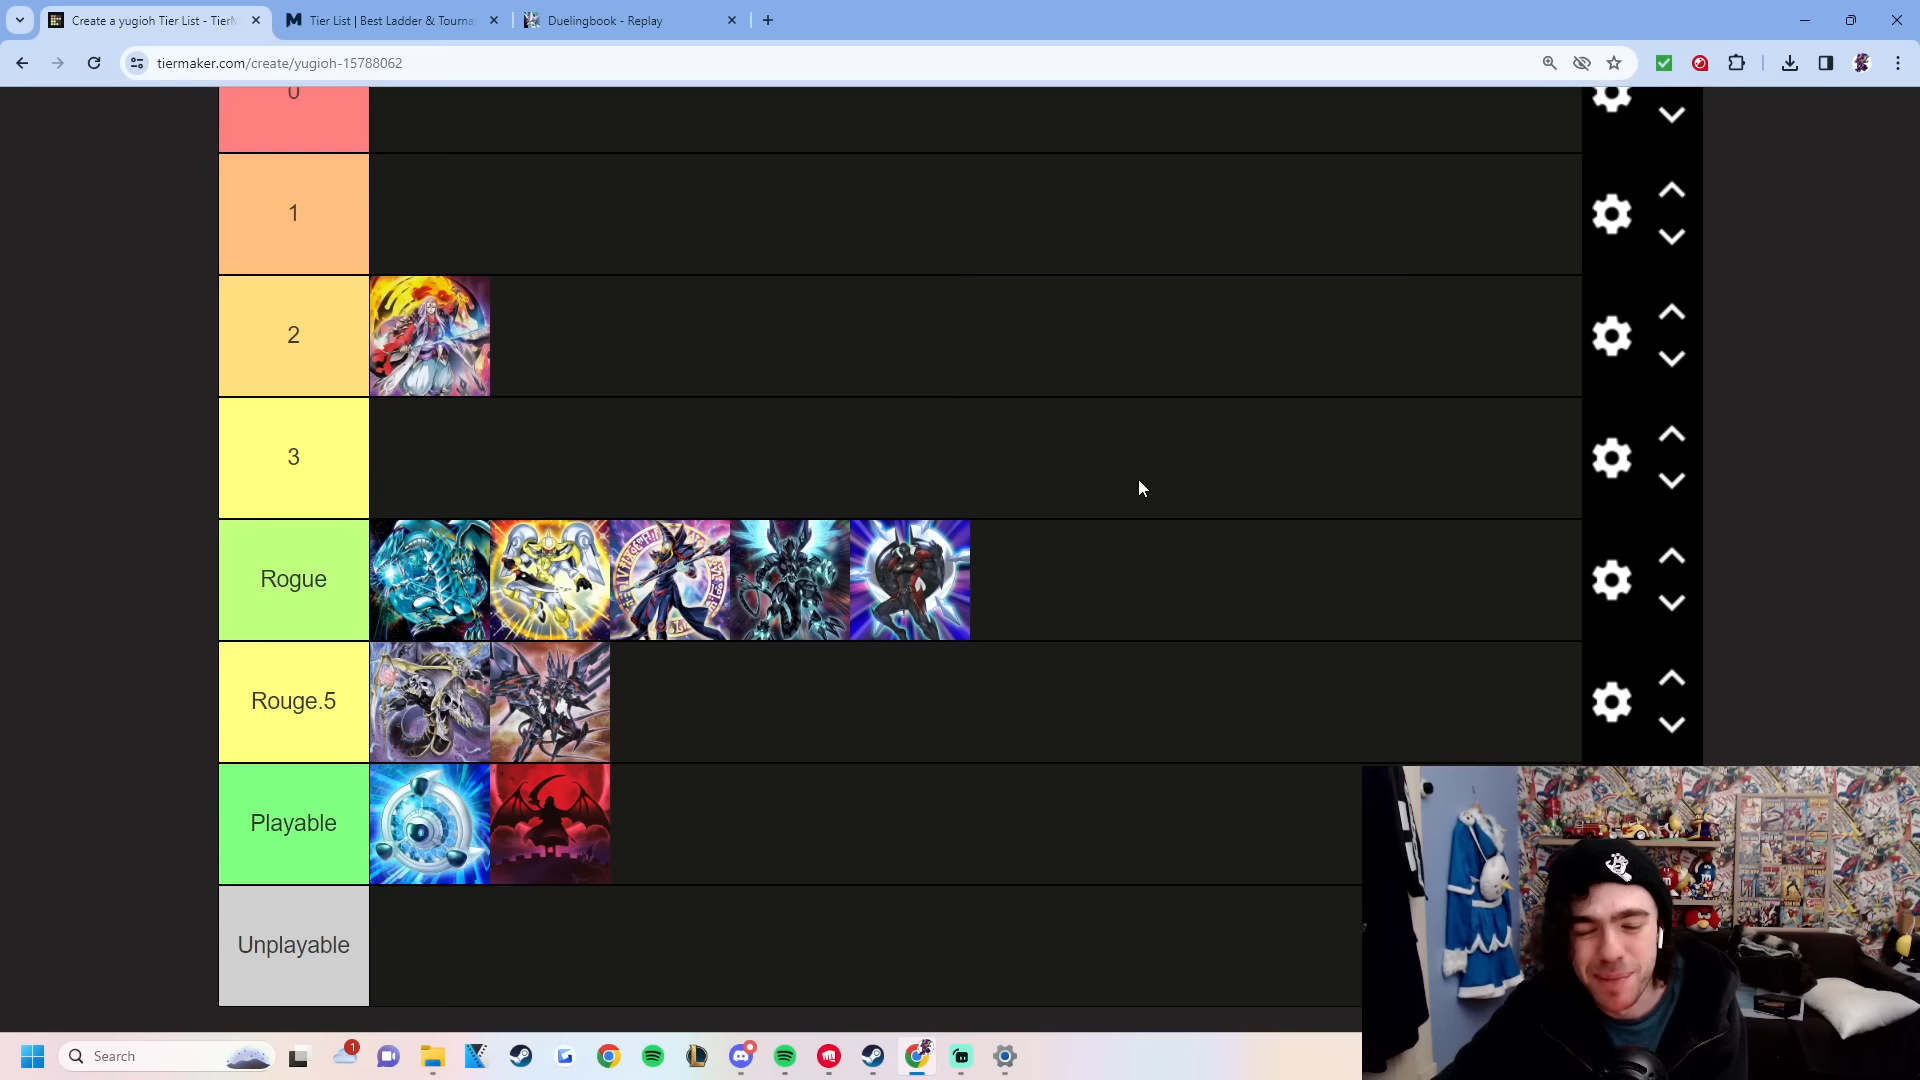 Create a yugioh Tier List - TierM
Tier List | Best Ladder & Tourna
Duelingbook - Replay
tiermaker.com/create/yugioh-15788062
0
1
2
3
Rogue
Rouge.5
Playable
Unplayable
Search
1